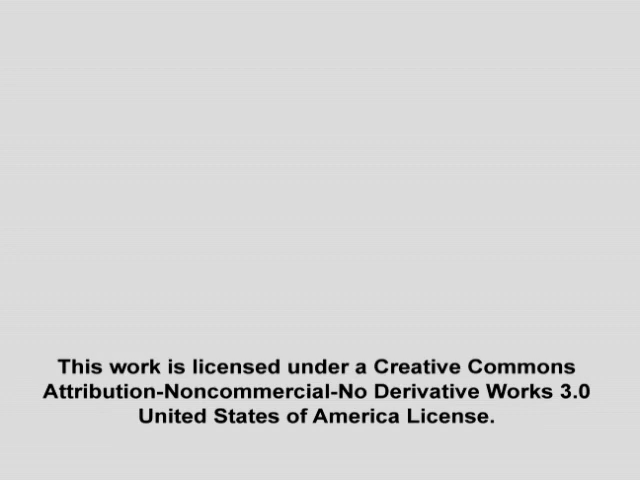 This work is licensed under a Creative Commons
Attribution-Noncommercial-No Derivative Works 3.0
United States of America License.